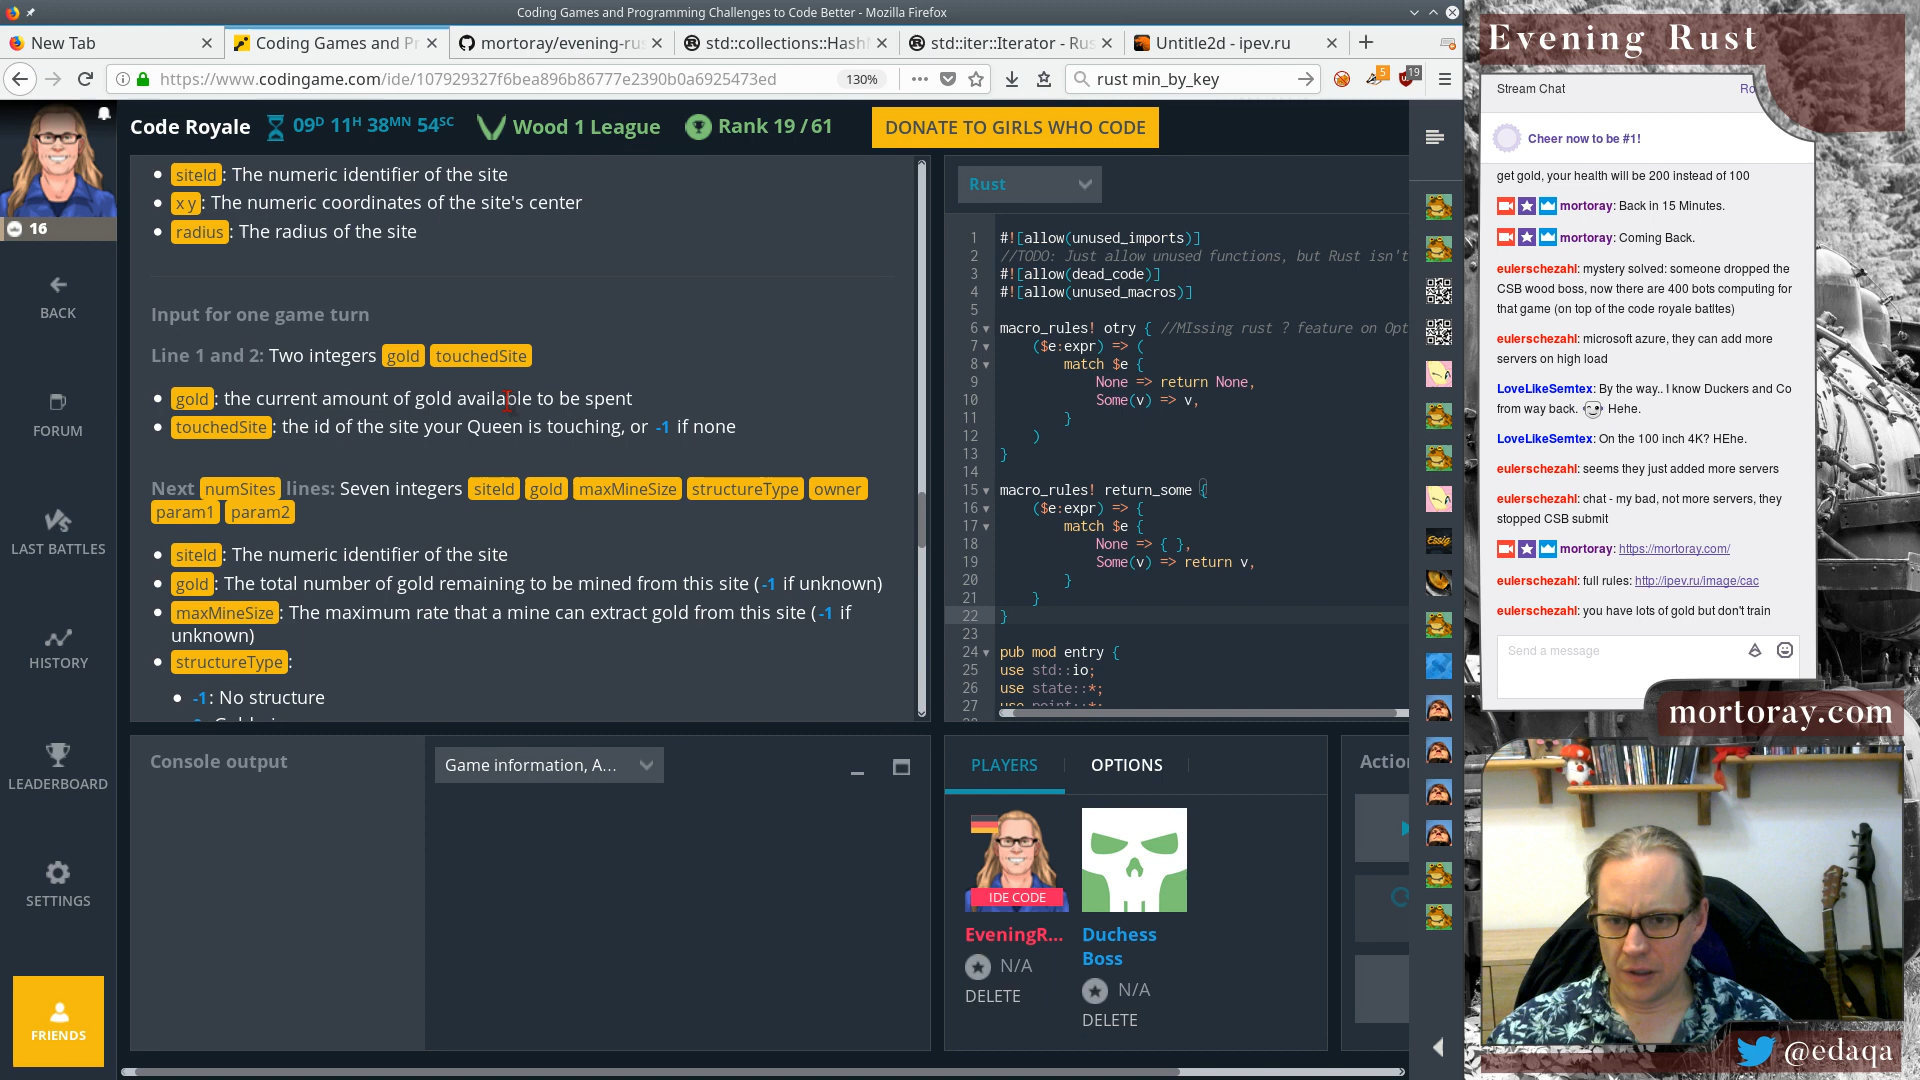 Coding Games and Programming Challenges to Code Better - Mozilla Firefox
New Tab
Coding Games and Pr
mortoray/evening-rus
std::collections::Hash
std::iter::Iterator - Rus
Untitle2d - ipev.ru
https://www.codingame.com/ide/107929327f6bea896b86777e2390b0a6925473ed
130%
rust min_by_key
5
19
Code Royale
09D 11H 38MN 54SC
Wood 1 League
Rank 19 / 61
DONATE TO GIRLS WHO CODE
16
BACK
FORUM
LAST BATTLES
HISTORY
LEADERBOARD
SETTINGS
FRIENDS
siteId: The numeric identifier of the site
x y: The numeric coordinates of the site's center
radius: The radius of the site
Input for one game turn
Line 1 and 2: Two integers gold touchedSite
gold: the current amount of gold available to be spent
touchedSite: the id of the site your Queen is touching, or -1 if none
Next numSites lines: Seven integers siteId gold maxMineSize structureType owner
param1 param2
siteId: The numeric identifier of the site
gold: The total number of gold remaining to be mined from this site (-1 if unknown)
maxMineSize: The maximum rate that a mine can extract gold from this site (-1 if
unknown)
structureType:
-1: No structure
Rust
1 #![allow(unused_imports)]
2 //TODO: Just allow unused functions, but Rust isn't
3 #![allow(dead_code)]
4 #![allow(unused_macros)]
5
6 macro_rules! otry { //MIssing rust ? feature on Opt
7 ($e:expr) => (
8 match $e {
9 None => return None,
10 Some(v) => v,
11 }
12 )
13 }
14
15 macro_rules! return_some {
16 ($e:expr) => {
17 match $e {
18 None => { },
19 Some(v) => return v,
20 }
21 }
22 }
23
24 pub mod entry {
25 use std::io;
26 use state::*;
27 use point::*;
Console output
Game information, A...
PLAYERS
OPTIONS
IDE CODE
EveningR...
N/A
DELETE
Duchess
Boss
N/A
DELETE
Action
Evening Rust
Stream Chat
Ro
Cheer now to be #1!
get gold, your health will be 200 instead of 100
mortoray: Back in 15 Minutes.
mortoray: Coming Back.
eulerschezahl: mystery solved: someone dropped the
CSB wood boss, now there are 400 bots computing for
that game (on top of the code royale batltes)
eulerschezahl: microsoft azure, they can add more
servers on high load
LoveLikeSemtex: By the way.. I know Duckers and Co
from way back. Hehe.
LoveLikeSemtex: On the 100 inch 4K? HEhe.
eulerschezahl: seems they just added more servers
eulerschezahl: chat - my bad, not more servers, they
stopped CSB submit
mortoray: https://mortoray.com/
eulerschezahl: full rules: http://ipev.ru/image/cac
eulerschezahl: you have lots of gold but don't train
Send a message
mortoray.com
@edaqa